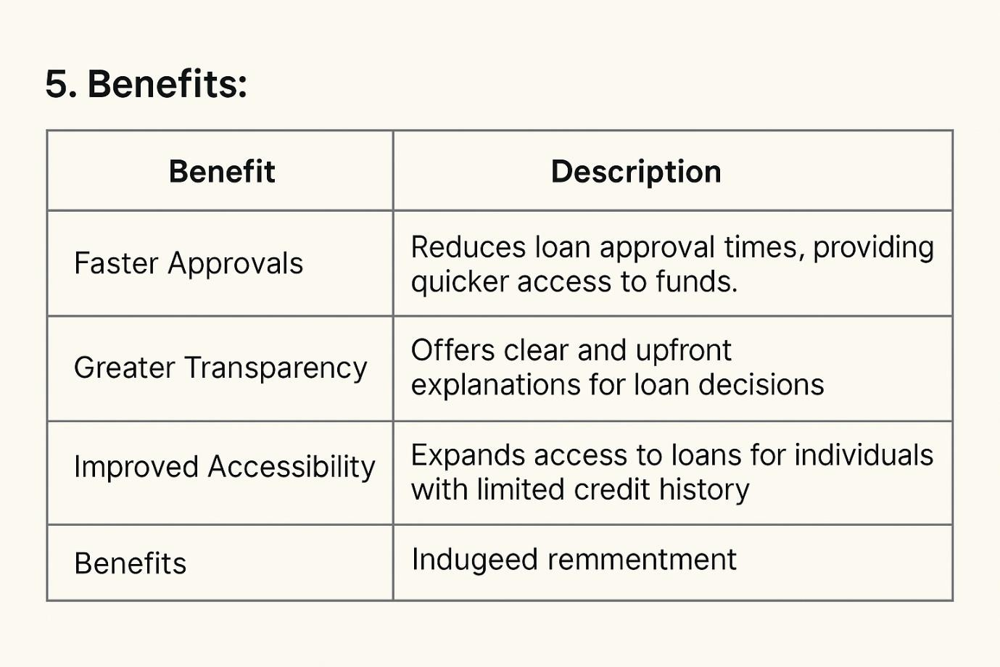 5. Benefits:
Benefit
Description
Faster Approvals
Reduces loan approval times, providing
quicker access to funds.
Greater Transparency
Offers clear and upfront
explanations for loan decisions
Improved Accessibility
Expands access to loans for individuals
with limited credit history
Benefits
Indugeed remmentment